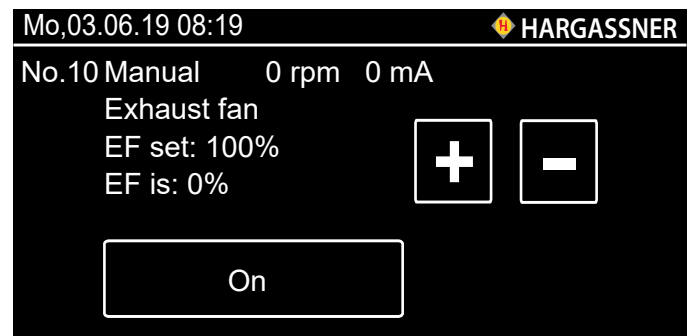 Mo,03.06.19 08:19 HARGASSNER
No.10 Manual 0 rpm 0 mA
Exhaust fan
EF set: 100%
EF is: 0%
+ -
On